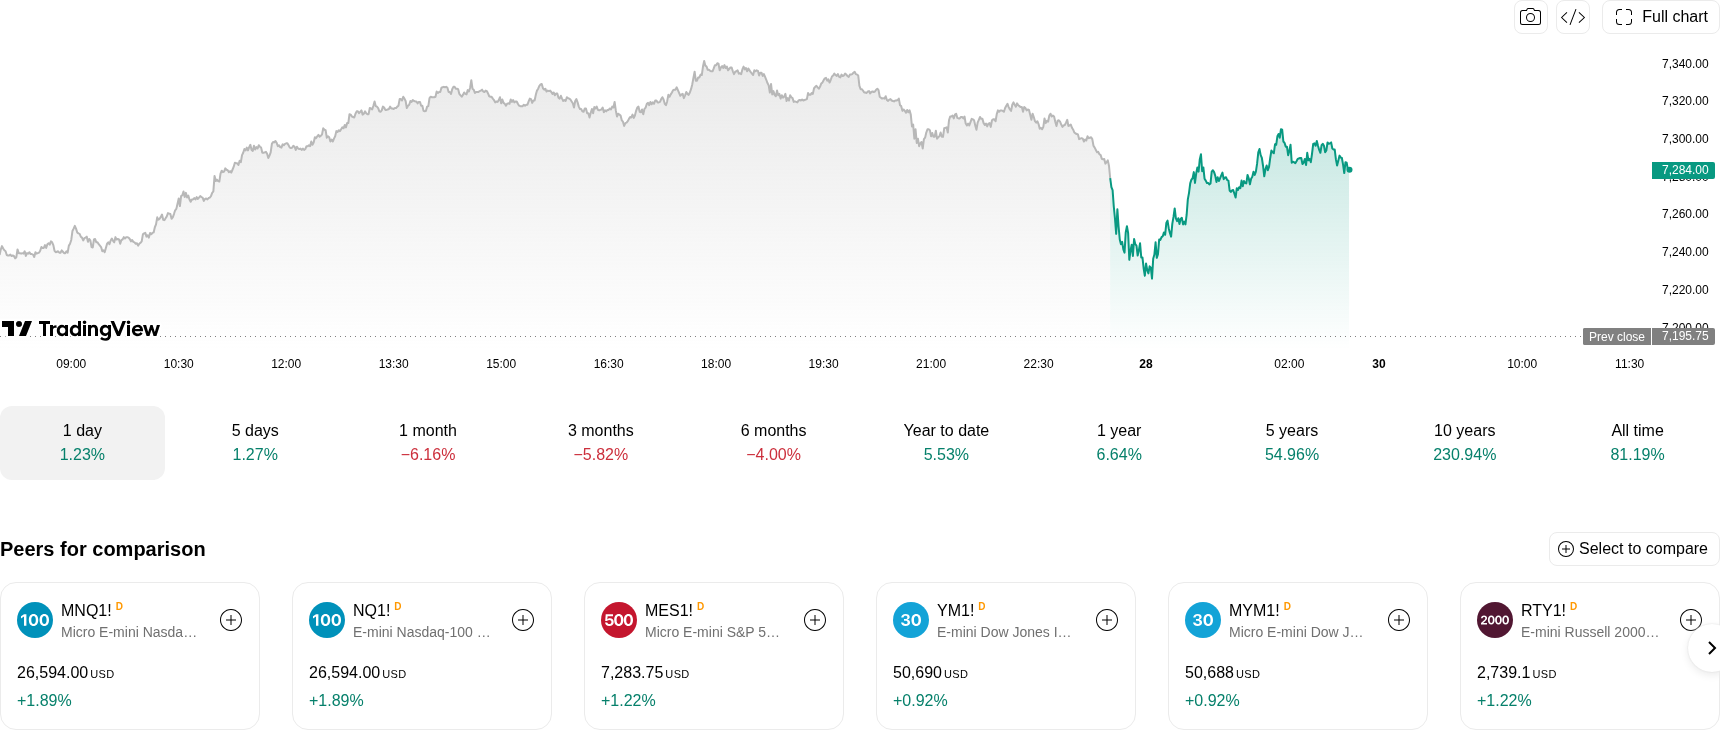 Full chart
7,340.00
7,320.00
7,300.00
7,284.00
7,260.00
7,240.00
7,220.00
7,200.00
TradingView
Prev close 7,195.75
09:00 10:30 12:00 13:30 15:00 16:30 18:00 19:30 21:00 22:30 28 02:00 30 10:00 11:30
1 day 5 days 1 month 3 months 6 months Year to date 1 year 5 years 10 years All time
1.23% 1.27% −6.16% −5.82% −4.00% 5.53% 6.64% 54.96% 230.94% 81.19%
Peers for comparison
Select to compare
100 MNQ1! D
Micro E-mini Nasda…
26,594.00 USD
+1.89%
100 NQ1! D
E-mini Nasdaq-100 …
26,594.00 USD
+1.89%
500 MES1! D
Micro E-mini S&P 5…
7,283.75 USD
+1.22%
30 YM1! D
E-mini Dow Jones I…
50,690 USD
+0.92%
30 MYM1! D
Micro E-mini Dow J…
50,688 USD
+0.92%
2000 RTY1! D
E-mini Russell 2000…
2,739.1 USD
+1.22%